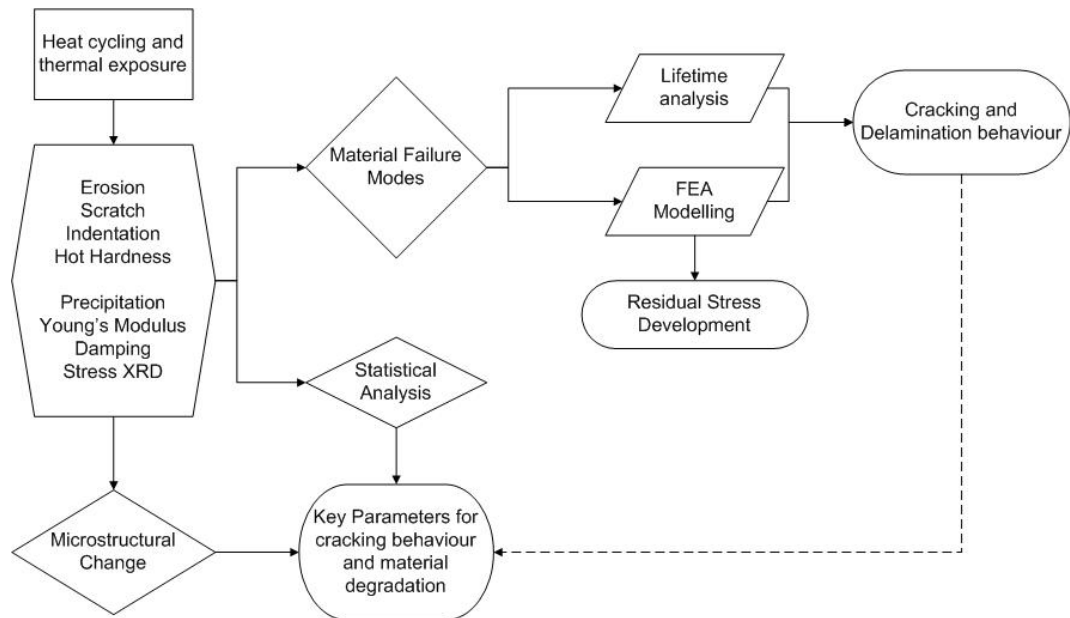 Heat cycling and
thermal exposure
Erosion
Scratch
Indentation
Hot Hardness
Precipitation
Young's Modulus
Damping
Stress XRD
Microstructural
Change
Material Failure
Modes
Statistical
Analysis
Key Parameters for
cracking behaviour
and material
degradation
Lifetime
analysis
FEA
Modelling
Residual Stress
Development
Cracking and
Delamination behaviour